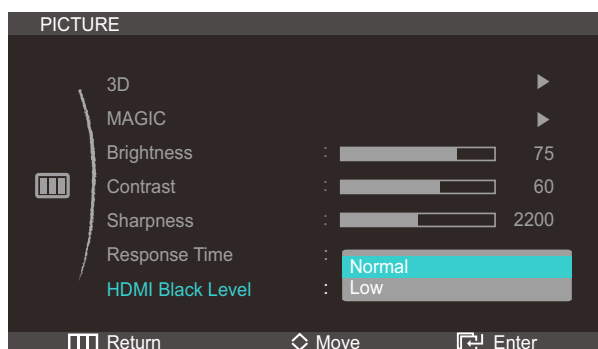 PICTURE
3D
MAGIC
Brightness : 75
Contrast : 60
Sharpness : 2200
Response Time :
Normal
HDMI Black Level : Low
Return Move Enter